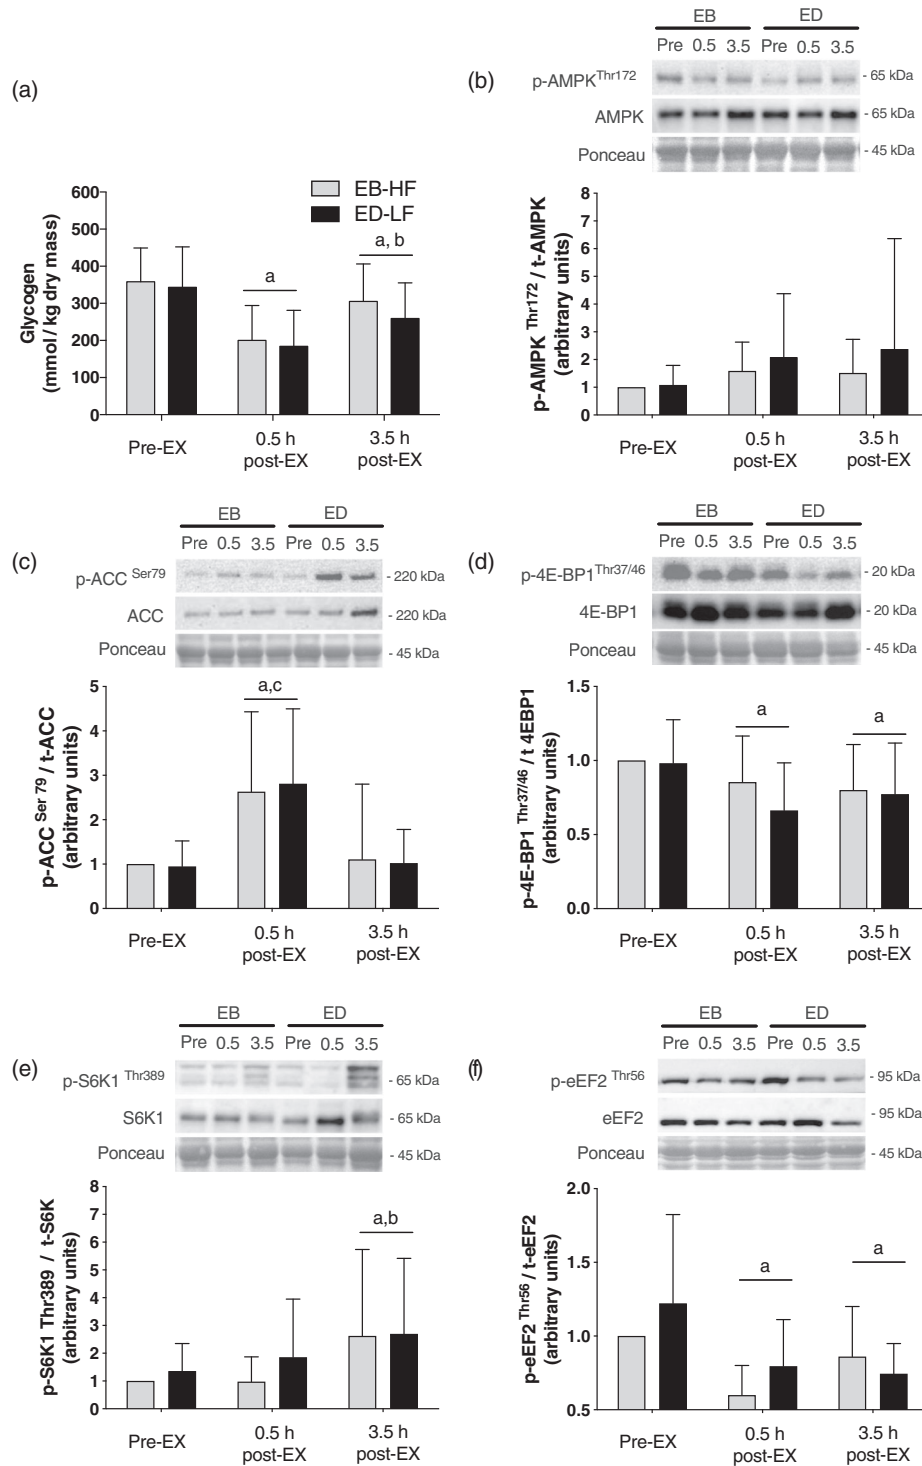 (a)
EB-HF
ED-LF
Glycogen
(mmol/kg dry mass)
600
500
400
300
200
100
0
a
a, b
Pre-EX
0.5 h
post-EX
3.5 h
post-EX
(b)
EB
ED
Pre 0.5 3.5 Pre 0.5 3.5
p-AMPK Thr172
- 65 kDa
AMPK
- 65 kDa
Ponceau
- 45 kDa
p-AMPK Thr172 / t-AMPK
(arbitrary units)
8
7
6
5
4
3
2
1
0
Pre-EX
0.5 h
post-EX
3.5 h
post-EX
(c)
EB
ED
Pre 0.5 3.5 Pre 0.5 3.5
p-ACC Ser79
- 220 kDa
ACC
- 220 kDa
Ponceau
- 45 kDa
p-ACC Ser 79 / t-ACC
(arbitrary units)
5
4
3
2
1
0
a,c
Pre-EX
0.5 h
post-EX
3.5 h
post-EX
(d)
EB
ED
Pre 0.5 3.5 Pre 0.5 3.5
p-4E-BP1 Thr37/46
- 20 kDa
4E-BP1
- 20 kDa
Ponceau
- 45 kDa
p-4E-BP1 Thr37/46 / t 4EBP1
(arbitrary units)
1.5
1.0
0.5
0.0
a
a
Pre-EX
0.5 h
post-EX
3.5 h
post-EX
(e)
EB
ED
Pre 0.5 3.5 Pre 0.5 3.5
p-S6K1 Thr389
- 65 kDa
S6K1
- 65 kDa
Ponceau
- 45 kDa
p-S6K1 Thr389 / t-S6K
(arbitrary units)
8
7
6
5
4
3
2
1
0
a,b
Pre-EX
0.5 h
post-EX
3.5 h
post-EX
(f)
EB
ED
Pre 0.5 3.5 Pre 0.5 3.5
p-eEF2 Thr56
- 95 kDa
eEF2
- 95 kDa
Ponceau
- 45 kDa
p-eEF2 Thr56 / t-eEF2
(arbitrary units)
2.0
1.5
1.0
0.5
a
a
Pre-EX
0.5 h
post-EX
3.5 h
post-EX